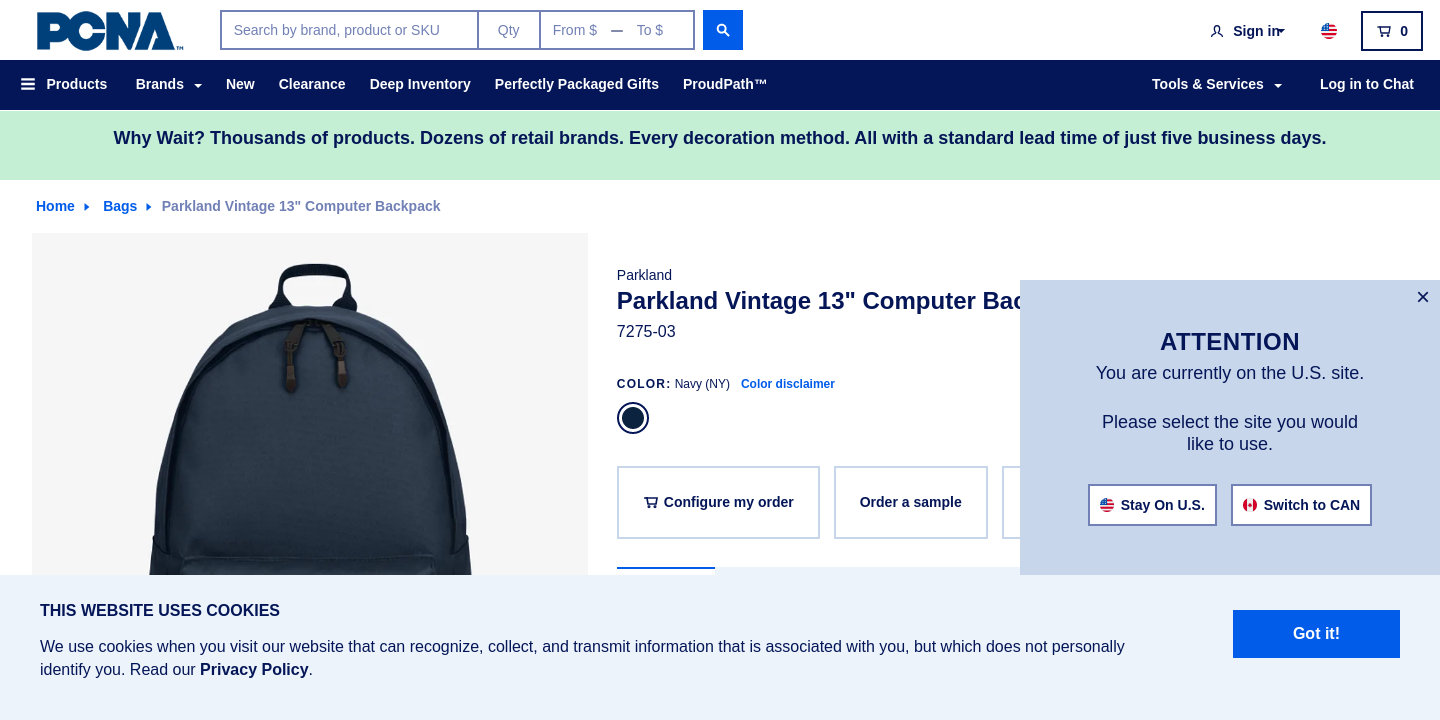 PCNA™
Search by brand, product or SKU
Qty
From $ — To $
Sign in
0
Products
Brands
New
Clearance
Deep Inventory
Perfectly Packaged Gifts
ProudPath™
Tools & Services
Log in to Chat
Why Wait? Thousands of products. Dozens of retail brands. Every decoration method. All with a standard lead time of just five business days.
Home
Bags
Parkland Vintage 13" Computer Backpack
Parkland
Parkland Vintage 13" Computer Bac
7275-03
COLOR: Navy (NY) Color disclaimer
Configure my order
Order a sample
×
ATTENTION
You are currently on the U.S. site.
Please select the site you would
like to use.
Stay On U.S.
Switch to CAN
THIS WEBSITE USES COOKIES
We use cookies when you visit our website that can recognize, collect, and transmit information that is associated with you, but which does not personally
identify you. Read our Privacy Policy.
Got it!